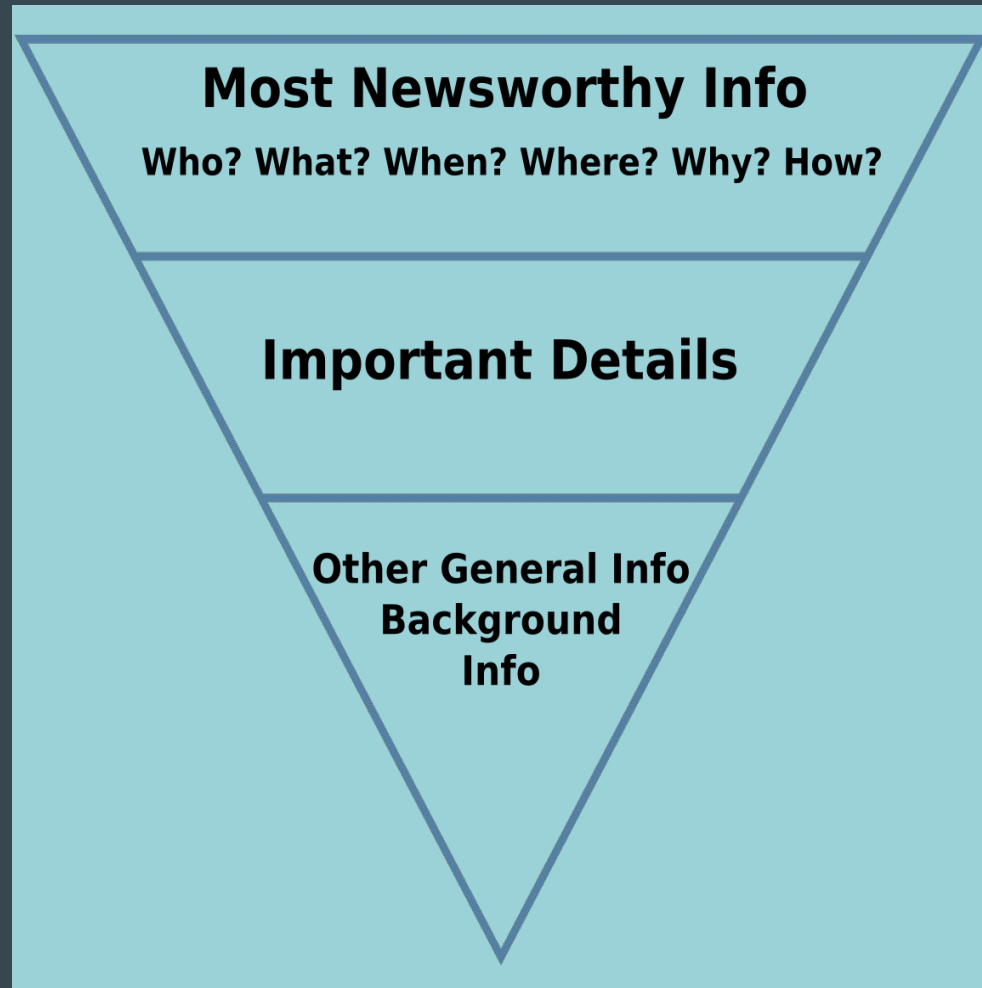 Most Newsworthy Info
Who? What? When? Where? Why? How?
Important Details
Other General Info
Background
Info